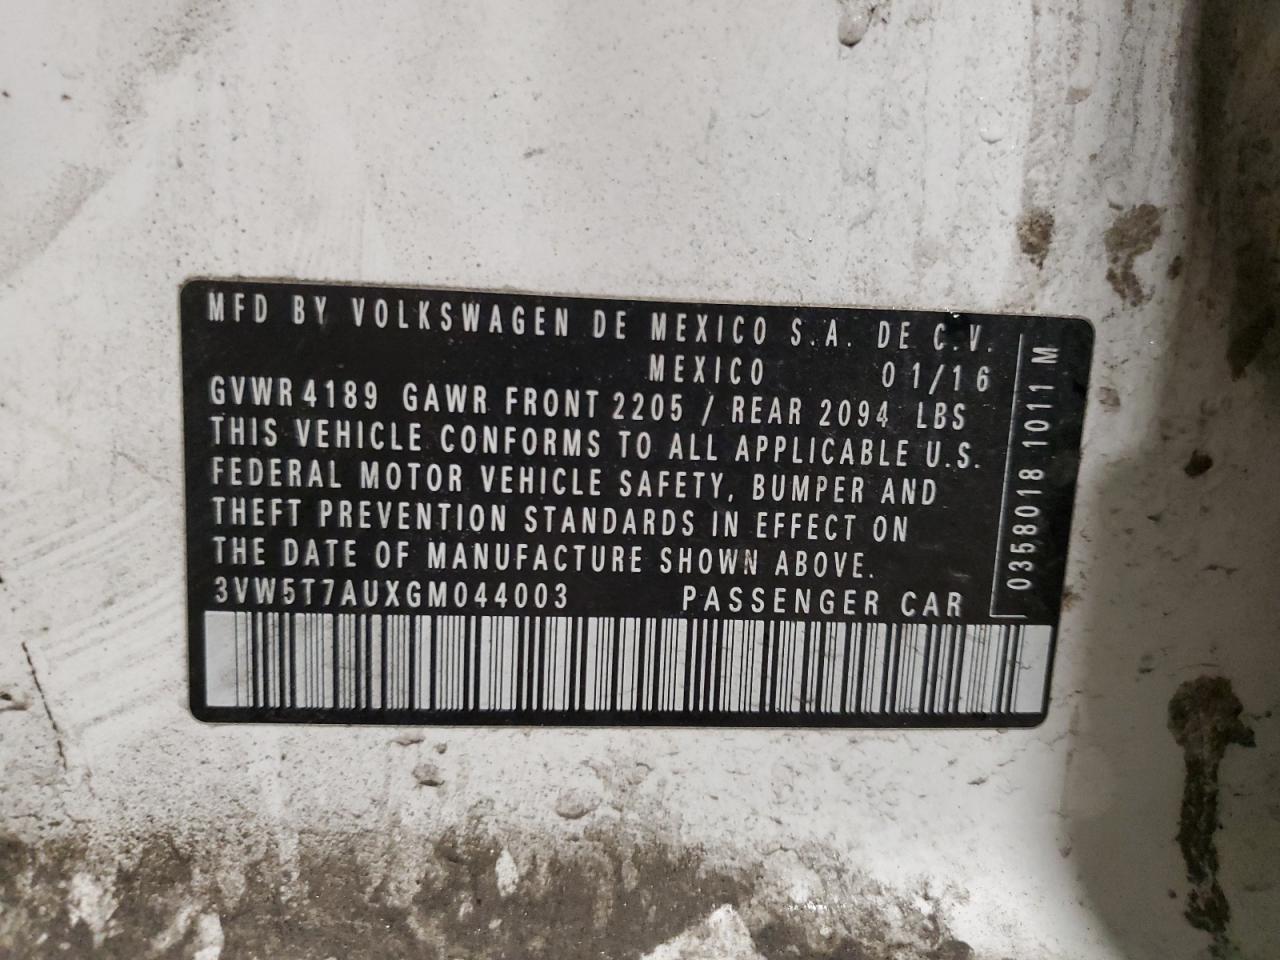 MFD BY VOLKSWAGEN DE MEXICO S.A. DE C.V.
MEXICO 01/16
GVWR 4189 GAWR FRONT 2205 / REAR 2094 LBS
THIS VEHICLE CONFORMS TO ALL APPLICABLE U.S.
FEDERAL MOTOR VEHICLE SAFETY, BUMPER AND
THEFT PREVENTION STANDARDS IN EFFECT ON
THE DATE OF MANUFACTURE SHOWN ABOVE.
3VW5T7AUXGM044003 PASSENGER CAR
0358018 1011 M